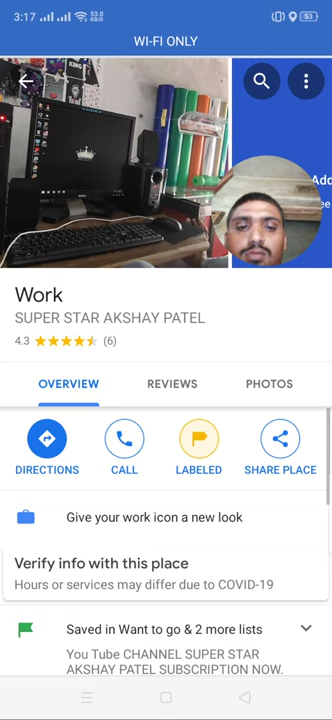 3:17
53.0
KB/S
53
WI-FI ONLY
Add
ee
Work
SUPER STAR AKSHAY PATEL
4.3 (6)
OVERVIEW REVIEWS PHOTOS
DIRECTIONS CALL LABELED SHARE PLACE
Give your work icon a new look
Verify info with this place
Hours or services may differ due to COVID-19
Saved in Want to go & 2 more lists
You Tube CHANNEL SUPER STAR
AKSHAY PATEL SUBSCRIPTION NOW.